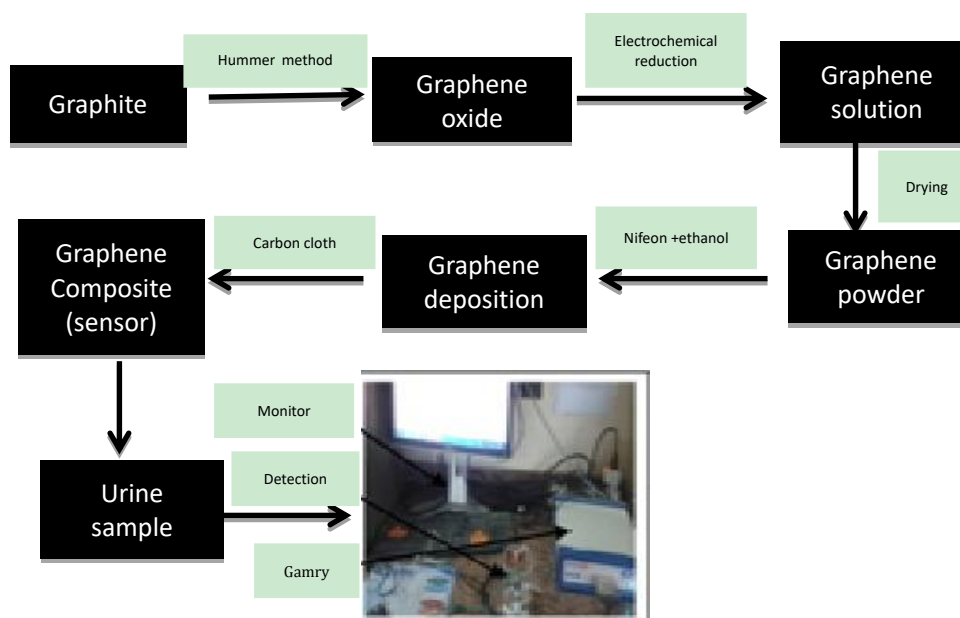 Graphite
Hummer method
Graphene
oxide
Electrochemical
reduction
Graphene
solution
Drying
Graphene
powder
Nifeon +ethanol
Graphene
deposition
Carbon cloth
Graphene
Composite
(sensor)
Urine
sample
Monitor
Detection
Gamry